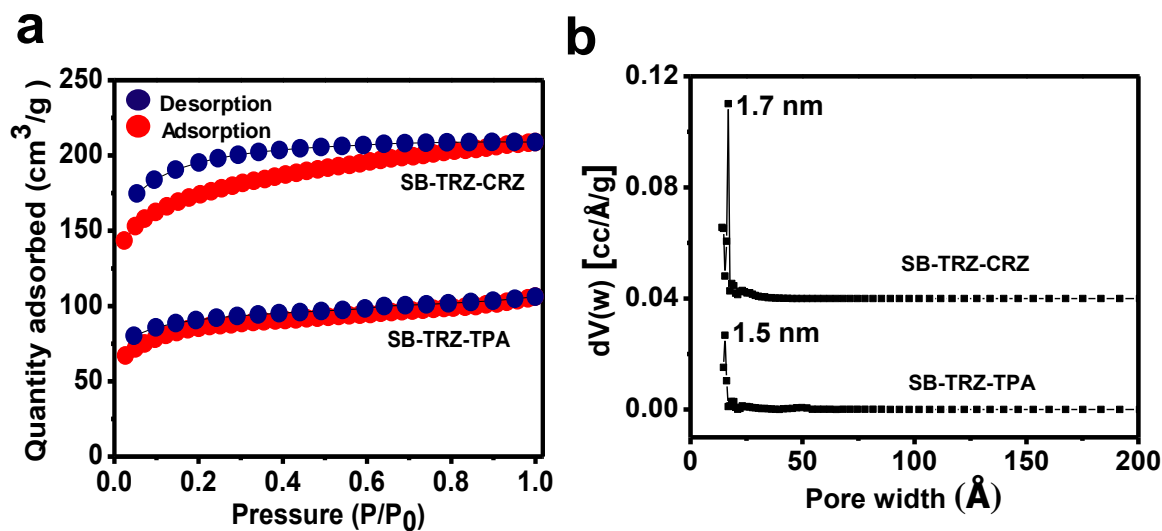 a
Quantity adsorbed (cm³/g)
250
200
150
100
50
0
Desorption
Adsorption
SB-TRZ-CRZ
SB-TRZ-TPA
0.0 0.2 0.4 0.6 0.8 1.0
Pressure (P/P₀)
b
dV(w) [cc/Å/g]
0.12
0.08
0.04
0.00
1.7 nm
SB-TRZ-CRZ
1.5 nm
SB-TRZ-TPA
0 50 100 150 200
Pore width (Å)